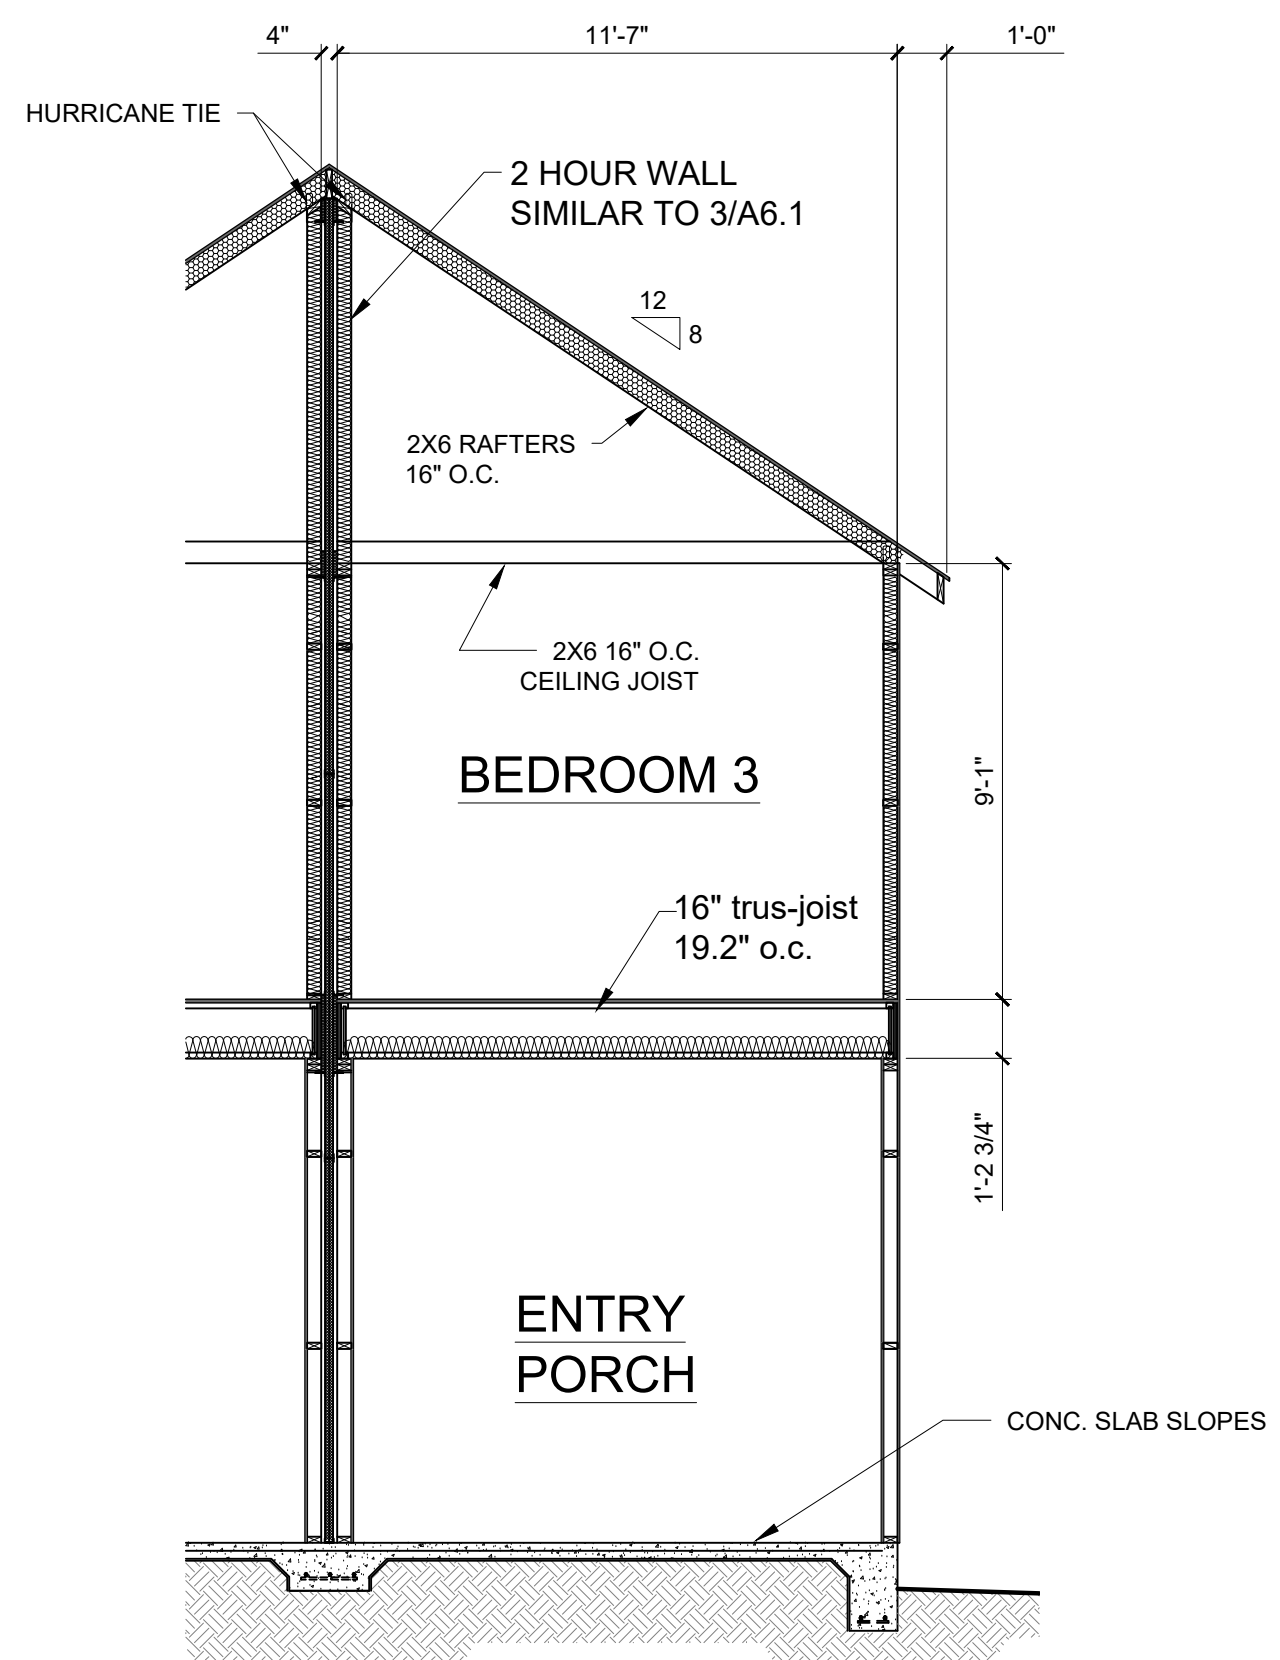 4"
11'-7"
1'-0"
HURRICANE TIE
2 HOUR WALL
SIMILAR TO 3/A6.1
12
8
2X6 RAFTERS
16" O.C.
2X6 16" O.C.
CEILING JOIST
BEDROOM 3
9'-1"
16" trus-joist
19.2" o.c.
1'-2 3/4"
ENTRY
PORCH
CONC. SLAB SLOPES